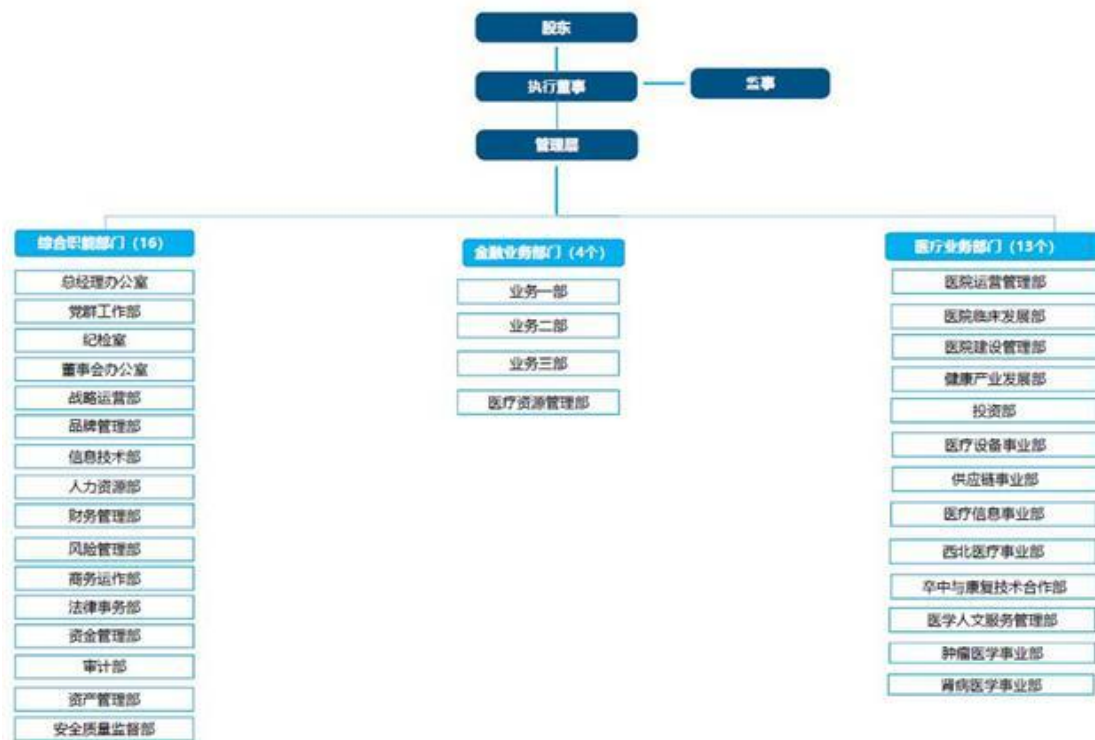 股东
执行董事
监事
管理层
综合职能部门（16）
总经理办公室
党群工作部
纪检室
董事会办公室
战略运营部
品牌管理部
信息技术部
人力资源部
财务管理部
风险管理部
商务运作部
法律事务部
资金管理部
审计部
资产管理部
安全质量监督部
金融业务部门（4个）
业务一部
业务二部
业务三部
医疗资源管理部
医疗业务部门（13个）
医院运营管理部
医院临床发展部
医院建设管理部
健康产业发展部
投资部
医疗设备事业部
供应链事业部
医疗信息事业部
西北医疗事业部
卒中与康复技术合作部
医学人文服务管理部
肿瘤医学事业部
肾病医学事业部